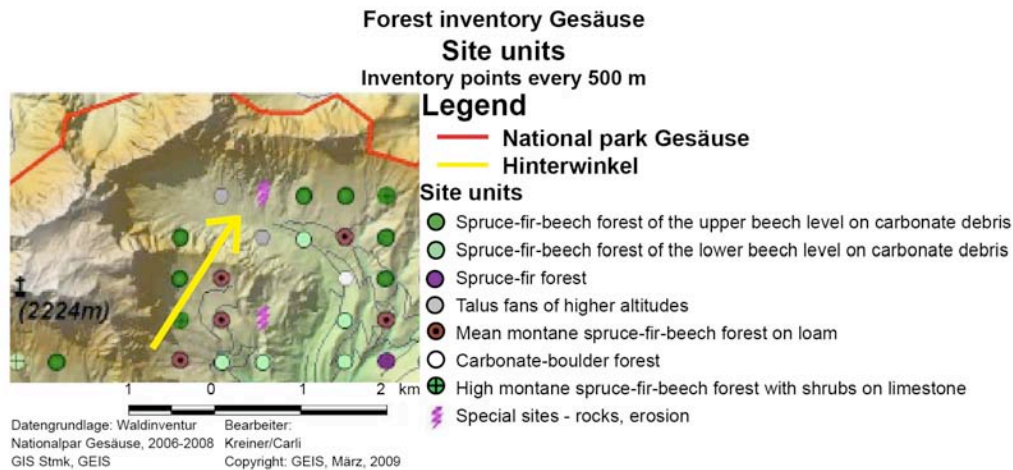 Forest inventory Gesäuse
Site units
Inventory points every 500 m
Legend
National park Gesäuse
Hinterwinkel
Site units
Spruce-fir-beech forest of the upper beech level on carbonate debris
Spruce-fir-beech forest of the lower beech level on carbonate debris
Spruce-fir forest
Talus fans of higher altitudes
Mean montane spruce-fir-beech forest on loam
Carbonate-boulder forest
High montane spruce-fir-beech forest with shrubs on limestone
Special sites - rocks, erosion
(2224m)
1 0 1 2 km
Datengrundlage: Waldinventur
Nationalpar Gesäuse, 2006-2008
GIS Stmk, GEIS
Bearbeiter:
Kreiner/Carli
Copyright: GEIS, März, 2009